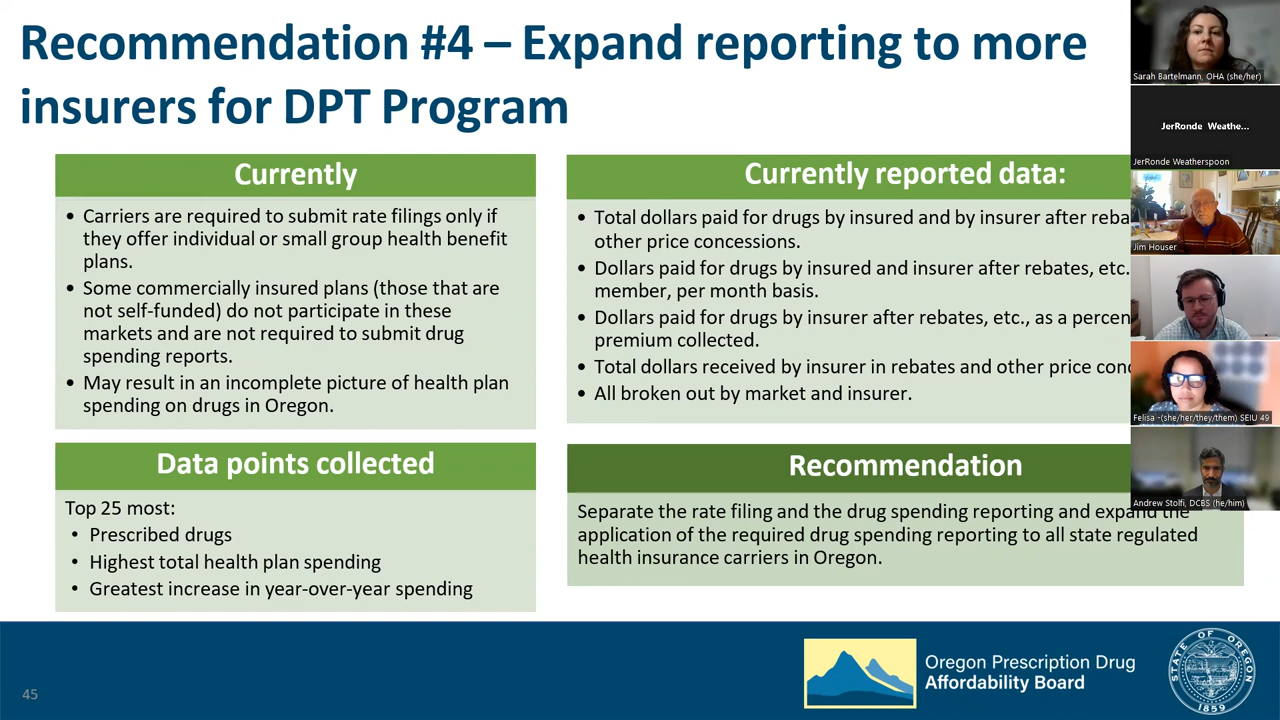 Recommendation #4 – Expand reporting to more
insurers for DPT Program
Currently
• Carriers are required to submit rate filings only if
they offer individual or small group health benefit
plans.
• Some commercially insured plans (those that are
not self-funded) do not participate in these
markets and are not required to submit drug
spending reports.
• May result in an incomplete picture of health plan
spending on drugs in Oregon.
Currently reported data:
• Total dollars paid for drugs by insured and by insurer after reba
other price concessions.
• Dollars paid for drugs by insured and insurer after rebates, etc.
member, per month basis.
• Dollars paid for drugs by insurer after rebates, etc., as a percen
premium collected.
• Total dollars received by insurer in rebates and other price conc
• All broken out by market and insurer.
Data points collected
Top 25 most:
• Prescribed drugs
• Highest total health plan spending
• Greatest increase in year-over-year spending
Recommendation
Separate the rate filing and the drug spending reporting and expand the
application of the required drug spending reporting to all state regulated
health insurance carriers in Oregon.
Sarah Bartelmann, OHA (she/her)
JerRonde Weathe...
JerRonde Weatherspoon
Jim Houser
Felisa -(she/her/they/them) SEIU 49
Andrew Stolfi, DCBS (he/him)
45
Oregon Prescription Drug
Affordability Board
STATE OF OREGON
1859